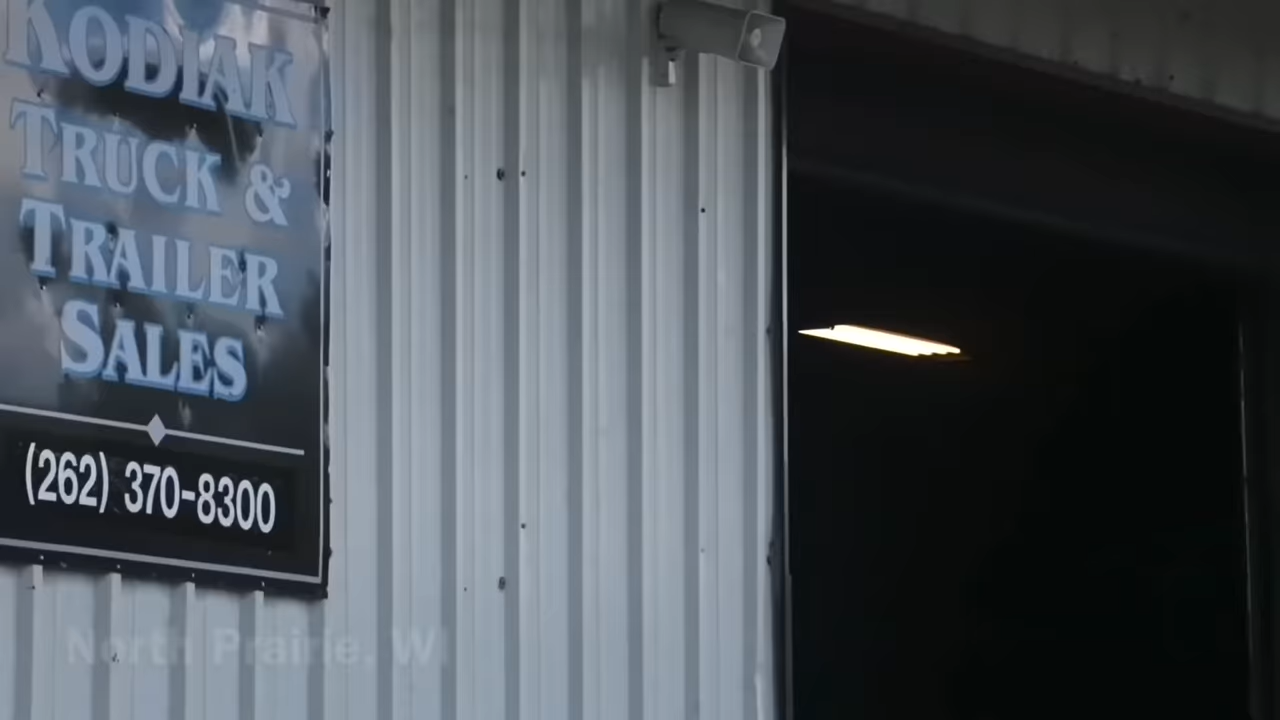 KODIAK
TRUCK &
TRAILER
SALES
(262) 370-8300
North Prairie, WI